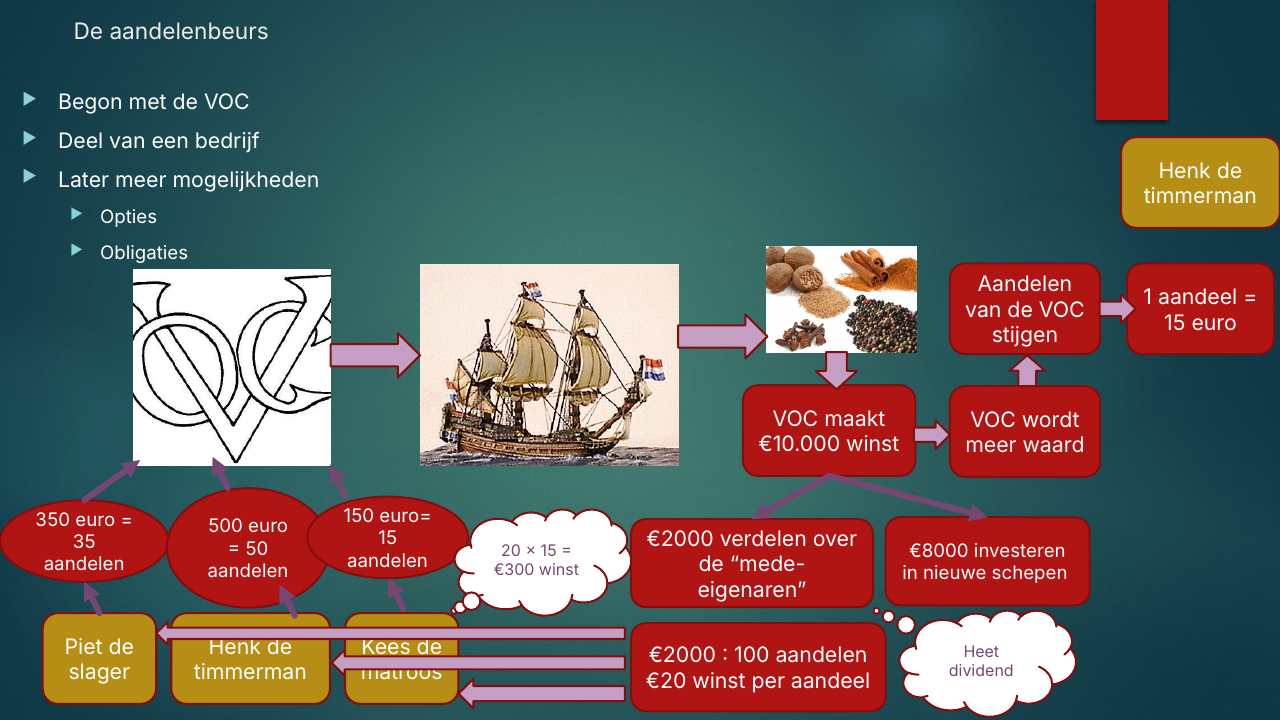 De aandelenbeurs
Begon met de VOC
Deel van een bedrijf
Later meer mogelijkheden
Opties
Obligaties
Henk de
timmerman
VOC
Aandelen
van de VOC
stijgen
1 aandeel =
15 euro
VOC maakt
€10.000 winst
VOC wordt
meer waard
350 euro =
35
aandelen
500 euro
= 50
aandelen
150 euro=
15
aandelen
20 × 15 =
€300 winst
€2000 verdelen over
de “mede-
eigenaren”
€8000 investeren
in nieuwe schepen
Piet de
slager
Henk de
timmerman
Kees de
matroos
€2000 : 100 aandelen
€20 winst per aandeel
Heet
dividend